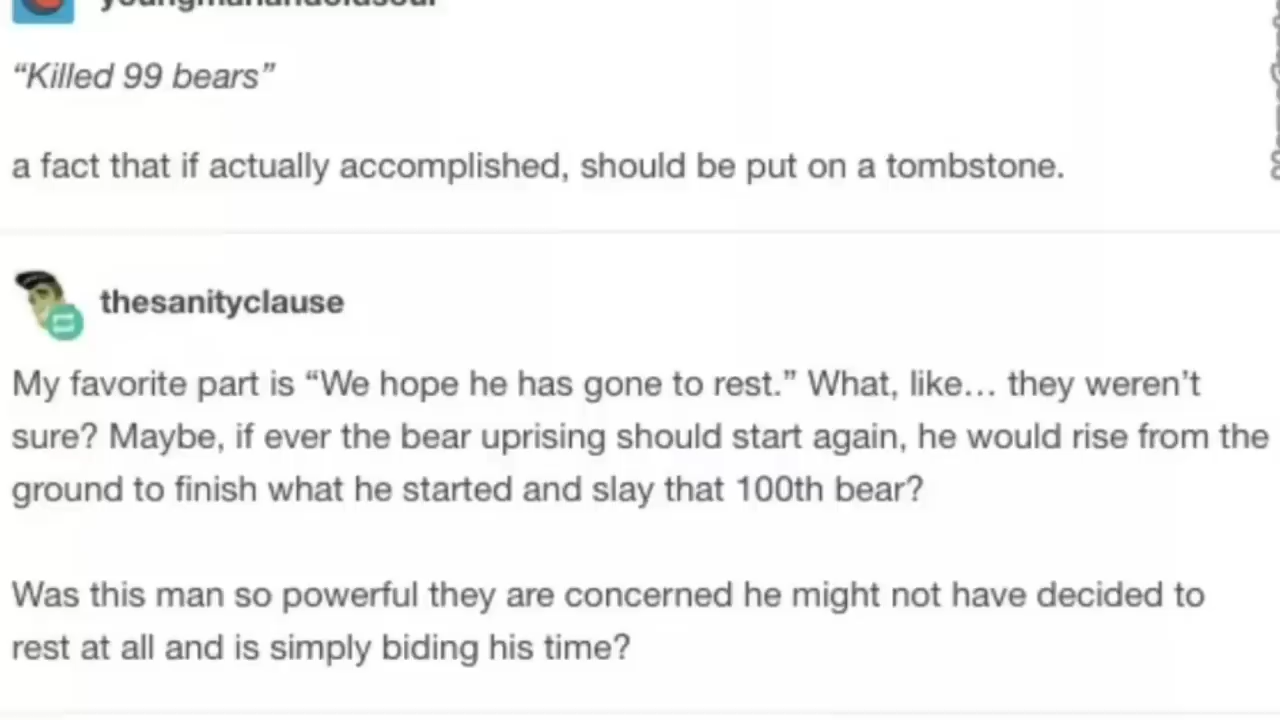 “Killed 99 bears”
a fact that if actually accomplished, should be put on a tombstone.
thesanityclause
My favorite part is “We hope he has gone to rest.” What, like… they weren’t
sure? Maybe, if ever the bear uprising should start again, he would rise from the
ground to finish what he started and slay that 100th bear?
Was this man so powerful they are concerned he might not have decided to
rest at all and is simply biding his time?